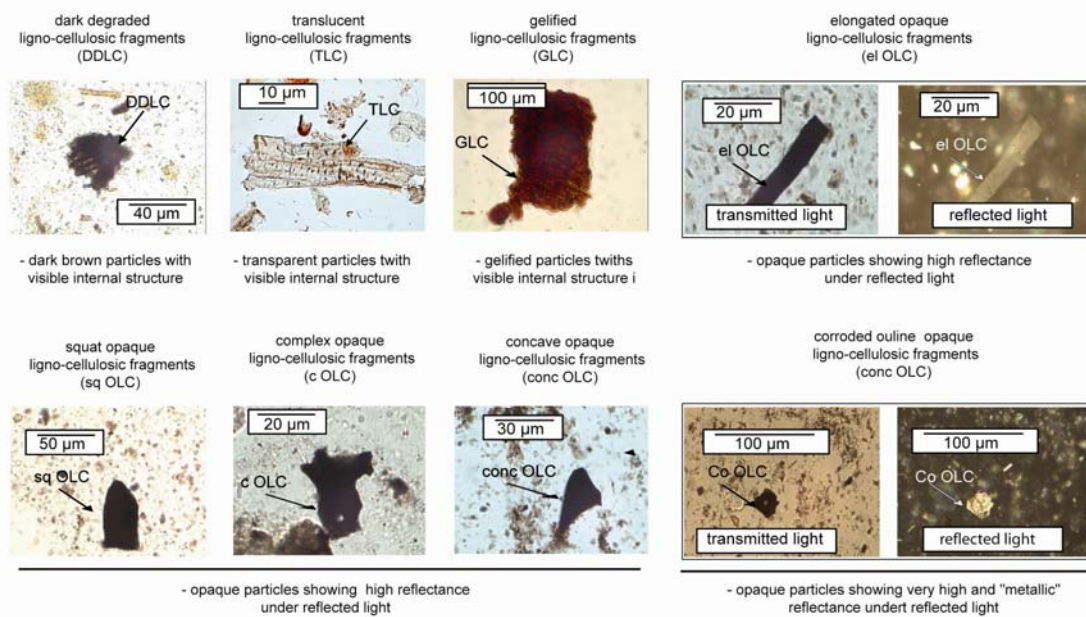 dark degraded
ligno-cellulosic fragments
(DDLC)
translucent
ligno-cellulosic fragments
(TLC)
gelified
ligno-cellulosic fragments
(GLC)
elongated opaque
ligno-cellulosic fragments
(el OLC)
DDLC
40 µm
10 µm
TLC
100 µm
GLC
20 µm
el OLC
transmitted light
20 µm
el OLC
reflected light
- dark brown particles with
visible internal structure
- transparent particles twith
visible internal structure
- gelified particles twiths
visible internal structure i
- opaque particles showing high reflectance
under reflected light
squat opaque
ligno-cellulosic fragments
(sq OLC)
complex opaque
ligno-cellulosic fragments
(c OLC)
concave opaque
ligno-cellulosic fragments
(conc OLC)
corroded ouline opaque
ligno-cellulosic fragments
(conc OLC)
50 µm
sq OLC
20 µm
c OLC
30 µm
conc OLC
100 µm
Co OLC
transmitted light
100 µm
Co OLC
reflected light
- opaque particles showing high reflectance
under reflected light
- opaque particles showing very high and "metallic"
reflectance undert reflected light